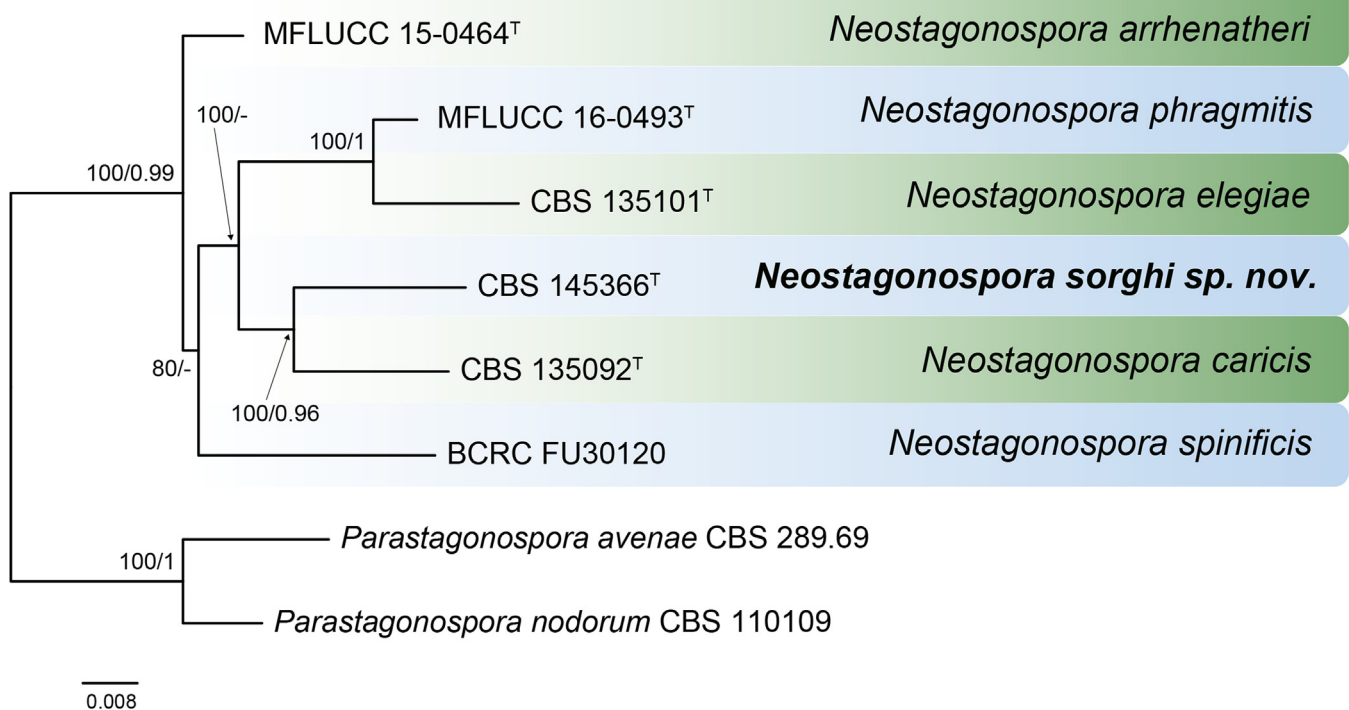 MFLUCC 15-0464ᵀ Neostagonospora arrhenatheri
100/-
MFLUCC 16-0493ᵀ Neostagonospora phragmitis
100/1
100/0.99
CBS 135101ᵀ Neostagonospora elegiae
CBS 145366ᵀ Neostagonospora sorghi sp. nov.
80/-
CBS 135092ᵀ Neostagonospora caricis
100/0.96
BCRC FU30120 Neostagonospora spinificis
Parastagonospora avenae CBS 289.69
100/1
Parastagonospora nodorum CBS 110109
0.008